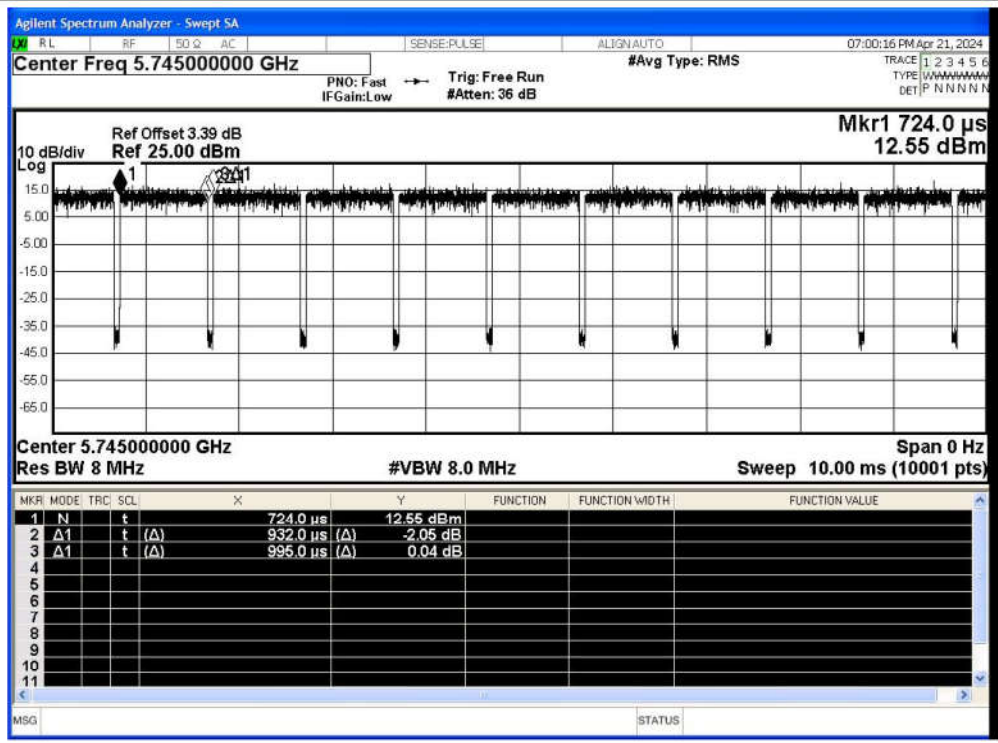 Agilent Spectrum Analyzer - Swept SA
LXI RL RF 50 Ω AC SENSE:PULSE ALIGNAUTO 07:00:16 PM Apr 21, 2024
Center Freq 5.745000000 GHz #Avg Type: RMS TRACE 1 2 3 4 5 6
PNO: Fast Trig: Free Run TYPE WWWWWW
IFGain:Low #Atten: 36 dB DET P N N N N N
Mkr1 724.0 µs
Ref Offset 3.39 dB
10 dB/div Ref 25.00 dBm 12.55 dBm
Log
1
15.0
5.00
-5.00
-15.0
-25.0
-35.0
-45.0
-55.0
-65.0
Center 5.745000000 GHz Span 0 Hz
Res BW 8 MHz #VBW 8.0 MHz Sweep 10.00 ms (10001 pts)
MKR MODE TRC SCL X Y FUNCTION FUNCTION WIDTH FUNCTION VALUE
1 N t 724.0 µs 12.55 dBm
2 Δ1 t (Δ) 932.0 µs (Δ) -2.05 dB
3 Δ1 t (Δ) 995.0 µs (Δ) 0.04 dB
4
5
6
7
8
9
10
11
MSG STATUS